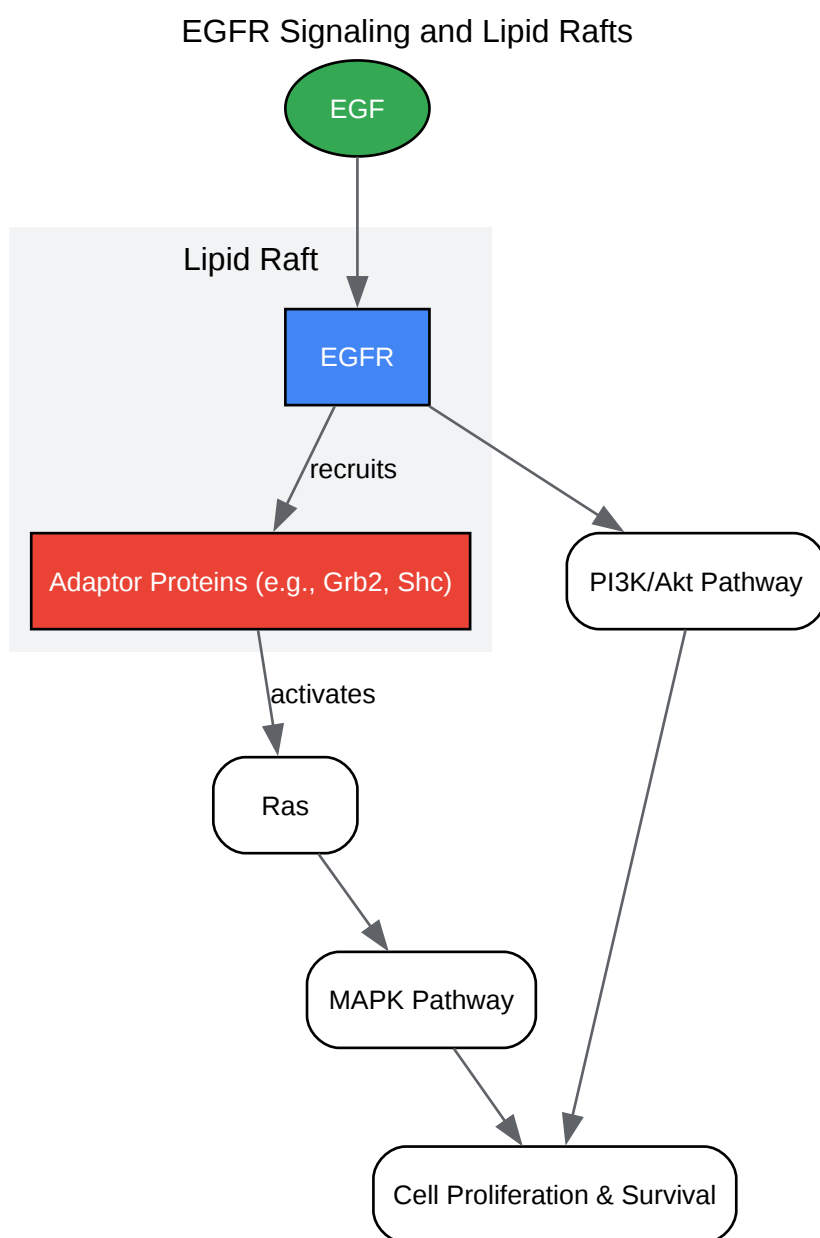 EGFR Signaling and Lipid Rafts
EGF
Lipid Raft
EGFR
recruits
Adaptor Proteins (e.g., Grb2, Shc)
PI3K/Akt Pathway
activates
Ras
MAPK Pathway
Cell Proliferation & Survival